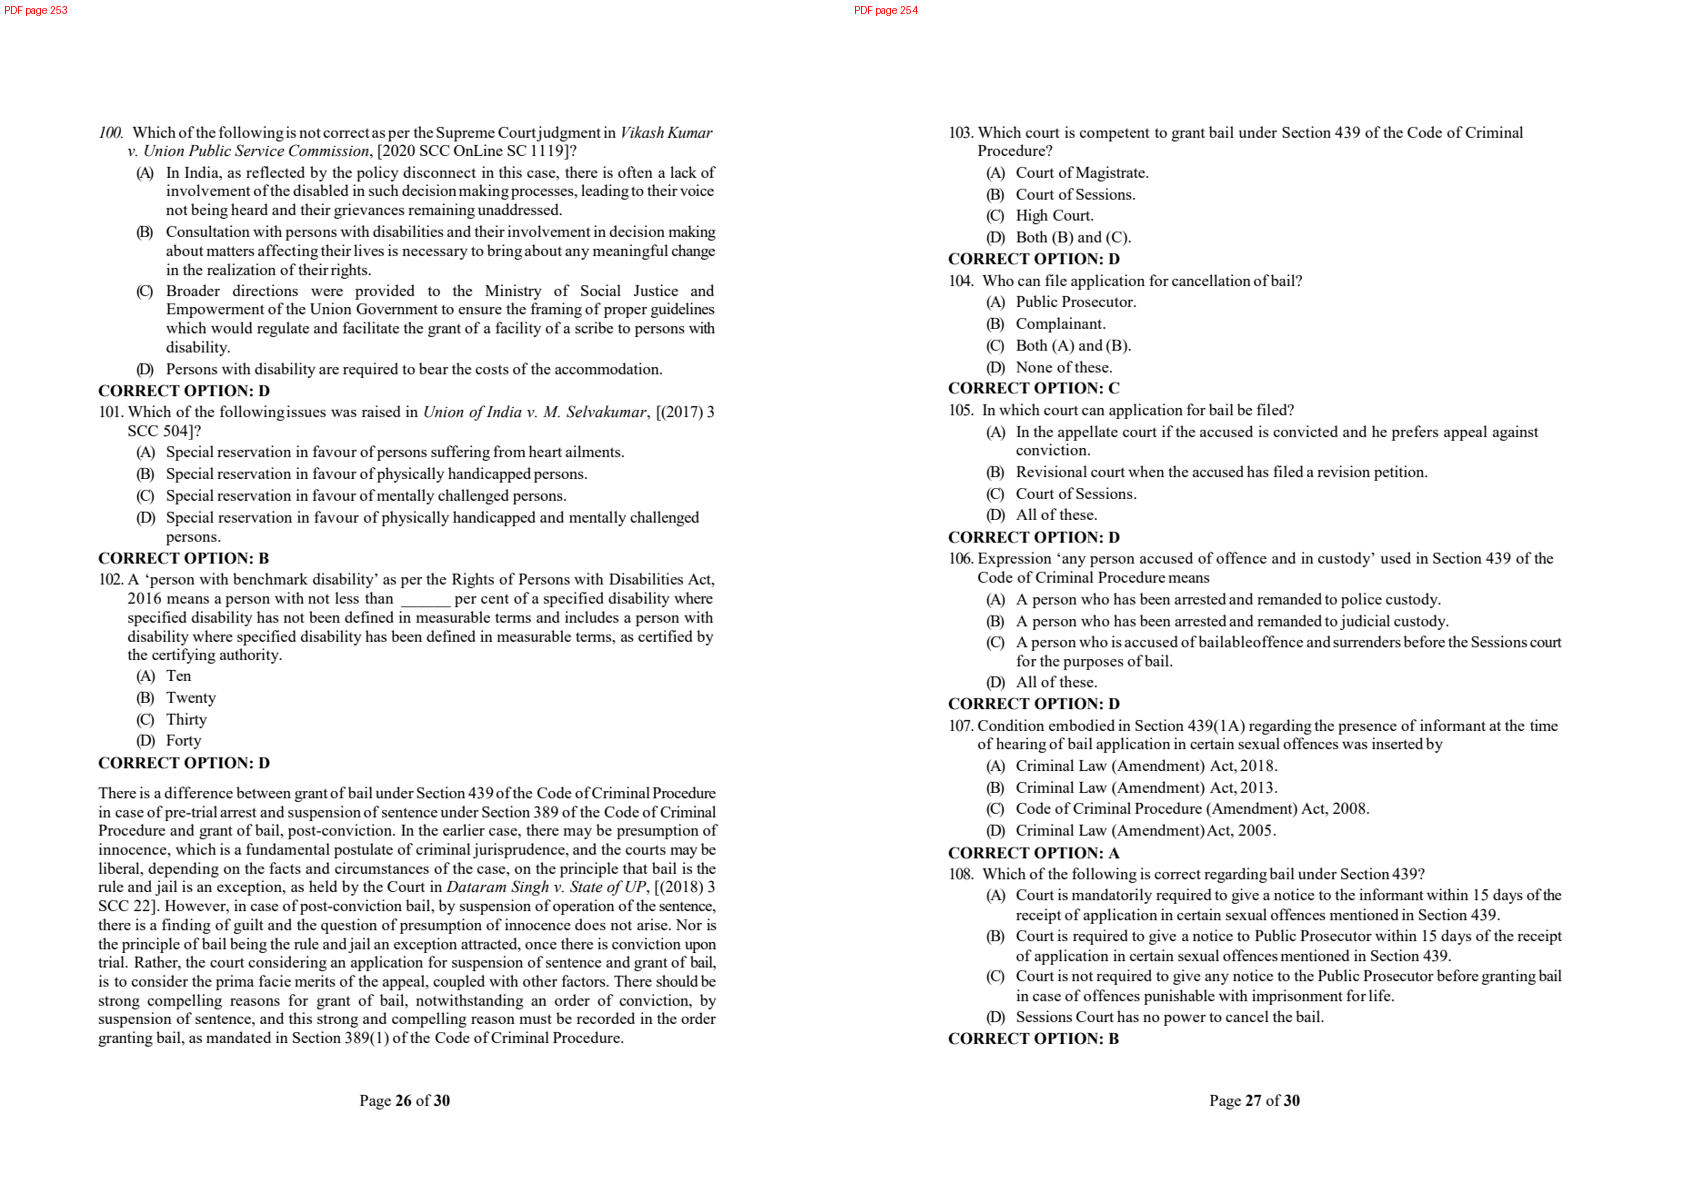 PDF page 253
100. Which of the following is not correct as per the Supreme Court judgment in Vikash Kumar
v. Union Public Service Commission, [2020 SCC OnLine SC 1119]?
(A) In India, as reflected by the policy disconnect in this case, there is often a lack of
involvement of the disabled in such decision making processes, leading to their voice
not being heard and their grievances remaining unaddressed.
(B) Consultation with persons with disabilities and their involvement in decision making
about matters affecting their lives is necessary to bring about any meaningful change
in the realization of their rights.
(C) Broader directions were provided to the Ministry of Social Justice and
Empowerment of the Union Government to ensure the framing of proper guidelines
which would regulate and facilitate the grant of a facility of a scribe to persons with
disability.
(D) Persons with disability are required to bear the costs of the accommodation.
CORRECT OPTION: D
101. Which of the following issues was raised in Union of India v. M. Selvakumar, [(2017) 3
SCC 504]?
(A) Special reservation in favour of persons suffering from heart ailments.
(B) Special reservation in favour of physically handicapped persons.
(C) Special reservation in favour of mentally challenged persons.
(D) Special reservation in favour of physically handicapped and mentally challenged
persons.
CORRECT OPTION: B
102. A ‘person with benchmark disability’ as per the Rights of Persons with Disabilities Act,
2016 means a person with not less than ______ per cent of a specified disability where
specified disability has not been defined in measurable terms and includes a person with
disability where specified disability has been defined in measurable terms, as certified by
the certifying authority.
(A) Ten
(B) Twenty
(C) Thirty
(D) Forty
CORRECT OPTION: D
There is a difference between grant of bail under Section 439 of the Code of Criminal Procedure
in case of pre-trial arrest and suspension of sentence under Section 389 of the Code of Criminal
Procedure and grant of bail, post-conviction. In the earlier case, there may be presumption of
innocence, which is a fundamental postulate of criminal jurisprudence, and the courts may be
liberal, depending on the facts and circumstances of the case, on the principle that bail is the
rule and jail is an exception, as held by the Court in Dataram Singh v. State of UP, [(2018) 3
SCC 22]. However, in case of post-conviction bail, by suspension of operation of the sentence,
there is a finding of guilt and the question of presumption of innocence does not arise. Nor is
the principle of bail being the rule and jail an exception attracted, once there is conviction upon
trial. Rather, the court considering an application for suspension of sentence and grant of bail,
is to consider the prima facie merits of the appeal, coupled with other factors. There should be
strong compelling reasons for grant of bail, notwithstanding an order of conviction, by
suspension of sentence, and this strong and compelling reason must be recorded in the order
granting bail, as mandated in Section 389(1) of the Code of Criminal Procedure.
Page 26 of 30
PDF page 254
103. Which court is competent to grant bail under Section 439 of the Code of Criminal
Procedure?
(A) Court of Magistrate.
(B) Court of Sessions.
(C) High Court.
(D) Both (B) and (C).
CORRECT OPTION: D
104. Who can file application for cancellation of bail?
(A) Public Prosecutor.
(B) Complainant.
(C) Both (A) and (B).
(D) None of these.
CORRECT OPTION: C
105. In which court can application for bail be filed?
(A) In the appellate court if the accused is convicted and he prefers appeal against
conviction.
(B) Revisional court when the accused has filed a revision petition.
(C) Court of Sessions.
(D) All of these.
CORRECT OPTION: D
106. Expression ‘any person accused of offence and in custody’ used in Section 439 of the
Code of Criminal Procedure means
(A) A person who has been arrested and remanded to police custody.
(B) A person who has been arrested and remanded to judicial custody.
(C) A person who is accused of bailable offence and surrenders before the Sessions court
for the purposes of bail.
(D) All of these.
CORRECT OPTION: D
107. Condition embodied in Section 439(1A) regarding the presence of informant at the time
of hearing of bail application in certain sexual offences was inserted by
(A) Criminal Law (Amendment) Act, 2018.
(B) Criminal Law (Amendment) Act, 2013.
(C) Code of Criminal Procedure (Amendment) Act, 2008.
(D) Criminal Law (Amendment) Act, 2005.
CORRECT OPTION: A
108. Which of the following is correct regarding bail under Section 439?
(A) Court is mandatorily required to give a notice to the informant within 15 days of the
receipt of application in certain sexual offences mentioned in Section 439.
(B) Court is required to give a notice to Public Prosecutor within 15 days of the receipt
of application in certain sexual offences mentioned in Section 439.
(C) Court is not required to give any notice to the Public Prosecutor before granting bail
in case of offences punishable with imprisonment for life.
(D) Sessions Court has no power to cancel the bail.
CORRECT OPTION: B
Page 27 of 30